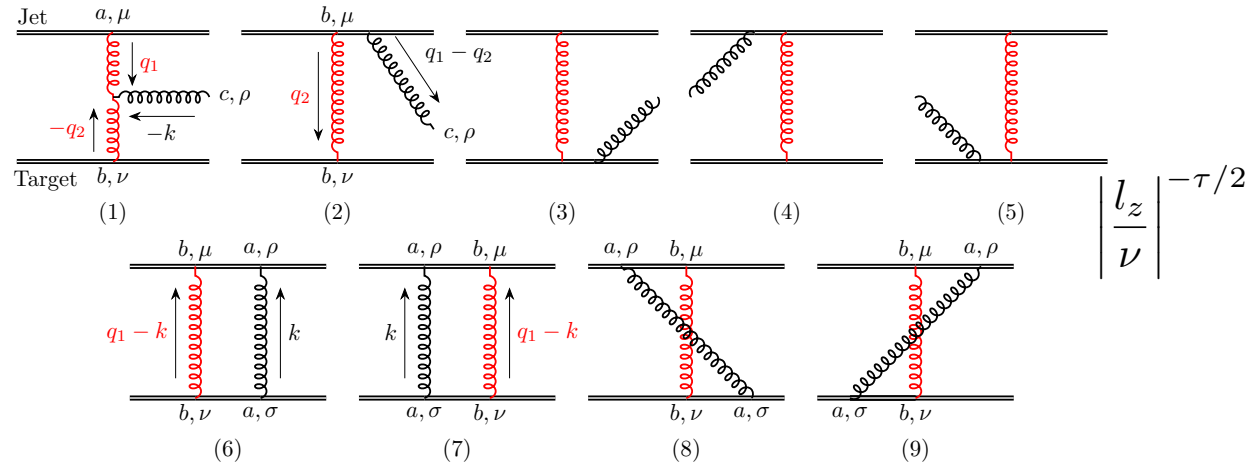 Jet a, μ b, μ
q₁ q₁ − q₂ q₂
c, ρ
−q₂ −k c, ρ
Target b, ν b, ν
(1) (2) (3) (4) (5)
|l_z/ν|^{−τ/2}
b, μ a, ρ a, ρ b, μ a, ρ b, μ b, μ a, ρ
q₁ − k k k q₁ − k
b, ν a, σ a, σ b, ν b, ν a, σ a, σ b, ν
(6) (7) (8) (9)